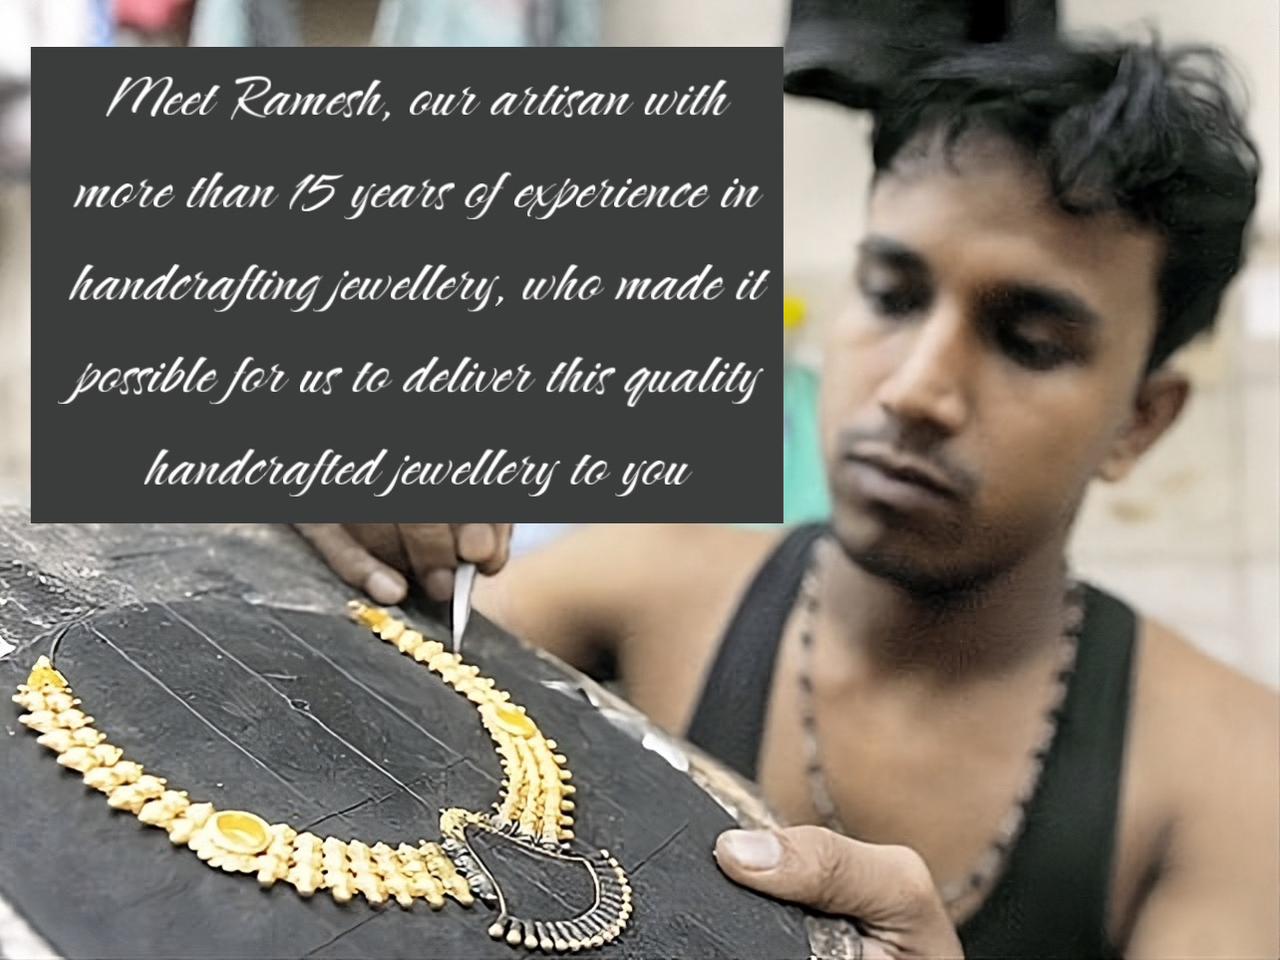 Meet Ramesh, our artisan with
more than 15 years of experience in
handcrafting jewellery, who made it
possible for us to deliver this quality
handcrafted jewellery to you